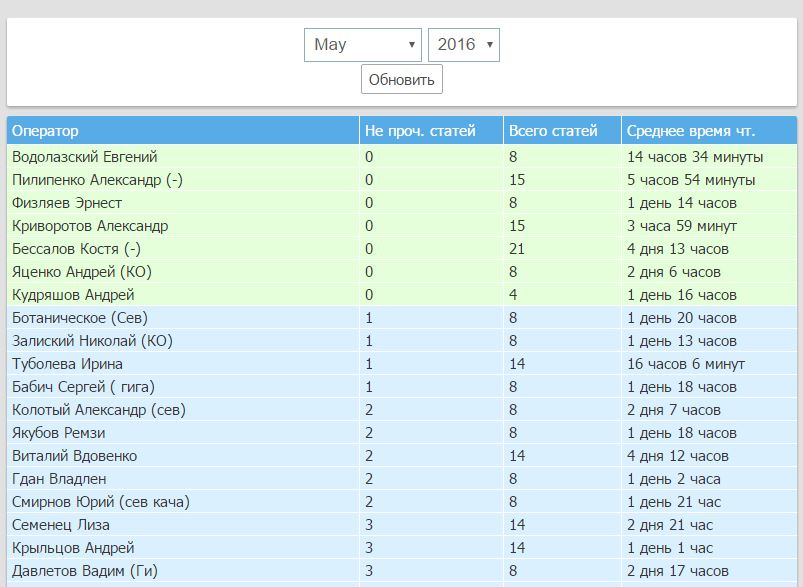 May 2016
Обновить
Оператор Не проч. статей Всего статей Среднее время чт.
Водолазский Евгений 0 8 14 часов 34 минуты
Пилипенко Александр (-) 0 15 5 часов 54 минуты
Физляев Эрнест 0 8 1 день 14 часов
Криворотов Александр 0 15 3 часа 59 минут
Бессалов Костя (-) 0 21 4 дня 13 часов
Яценко Андрей (КО) 0 8 2 дня 6 часов
Кудряшов Андрей 0 4 1 день 16 часов
Ботаническое (Сев) 1 8 1 день 20 часов
Залиский Николай (КО) 1 8 1 день 13 часов
Туболева Ирина 1 14 16 часов 6 минут
Бабич Сергей ( гига) 1 8 1 день 18 часов
Колотый Александр (сев) 2 8 2 дня 7 часов
Якубов Ремзи 2 8 1 день 18 часов
Виталий Вдовенко 2 14 4 дня 12 часов
Гдан Владлен 2 8 1 день 2 часа
Смирнов Юрий (сев кача) 2 8 1 день 21 час
Семенец Лиза 3 14 2 дня 21 час
Крыльцов Андрей 3 14 1 день 1 час
Давлетов Вадим (Ги) 3 8 2 дня 17 часов